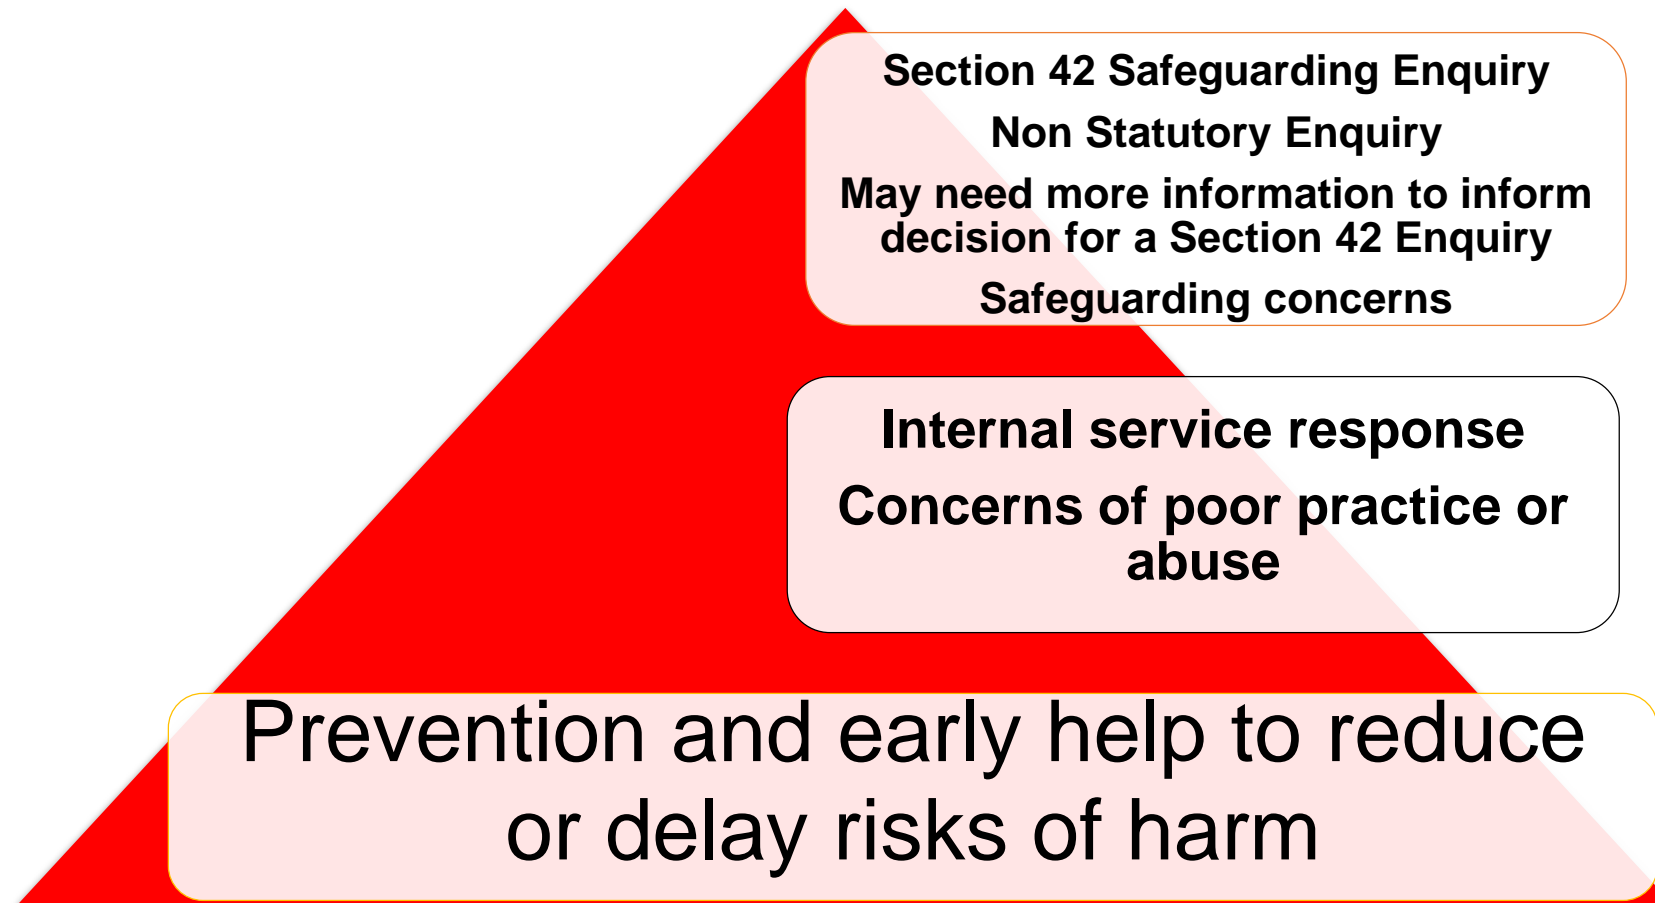 Section 42 Safeguarding Enquiry
Non Statutory Enquiry
May need more information to inform
decision for a Section 42 Enquiry
Safeguarding concerns
Internal service response
Concerns of poor practice or
abuse
Prevention and early help to reduce
or delay risks of harm